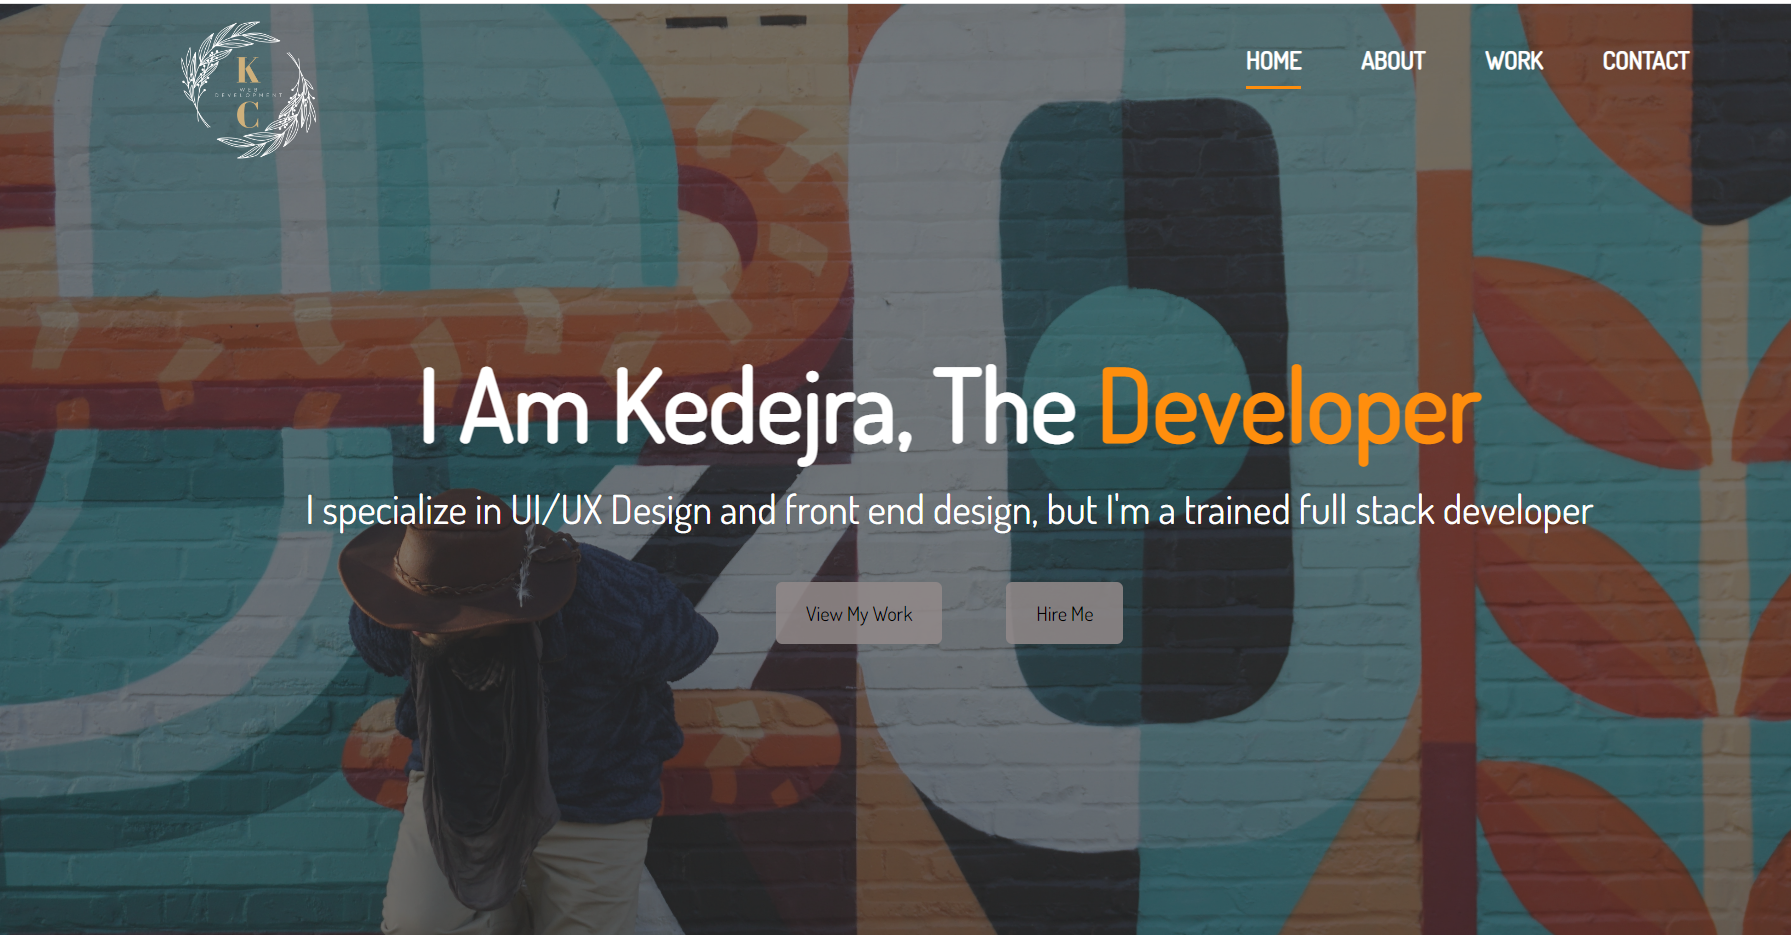 K
WEB
DEVELOPMENT
C
HOME ABOUT WORK CONTACT
I Am Kedejra, The Developer
I specialize in UI/UX Design and front end design, but I'm a trained full stack developer
View My Work Hire Me